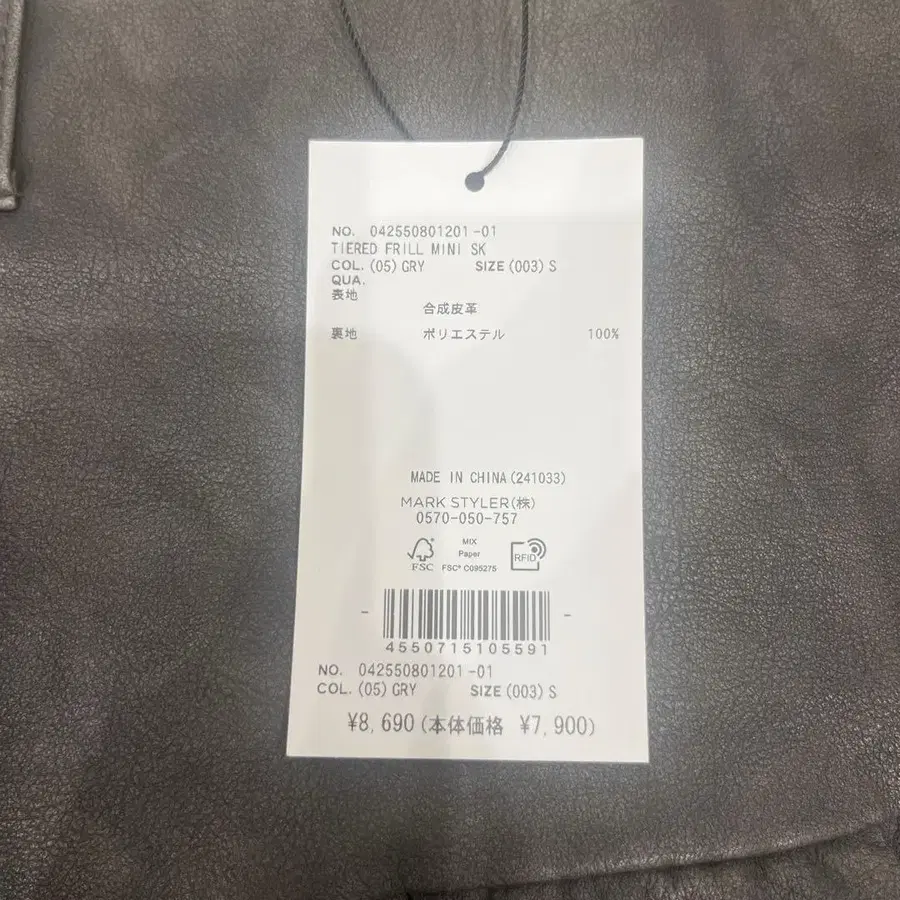 NO. 042550801201-01
TIERED FRILL MINI SK
COL. (05) GRY SIZE (003) S
QUA.
表地
合成皮革
裏地 ポリエステル 100%
MADE IN CHINA (241033)
MARK STYLER(株)
0570-050-757
FSC
MIX
Paper
FSC® C095275
RFID
4550715105591
NO. 042550801201-01
COL. (05) GRY SIZE (003) S
¥8,690 (本体価格 ¥7,900)